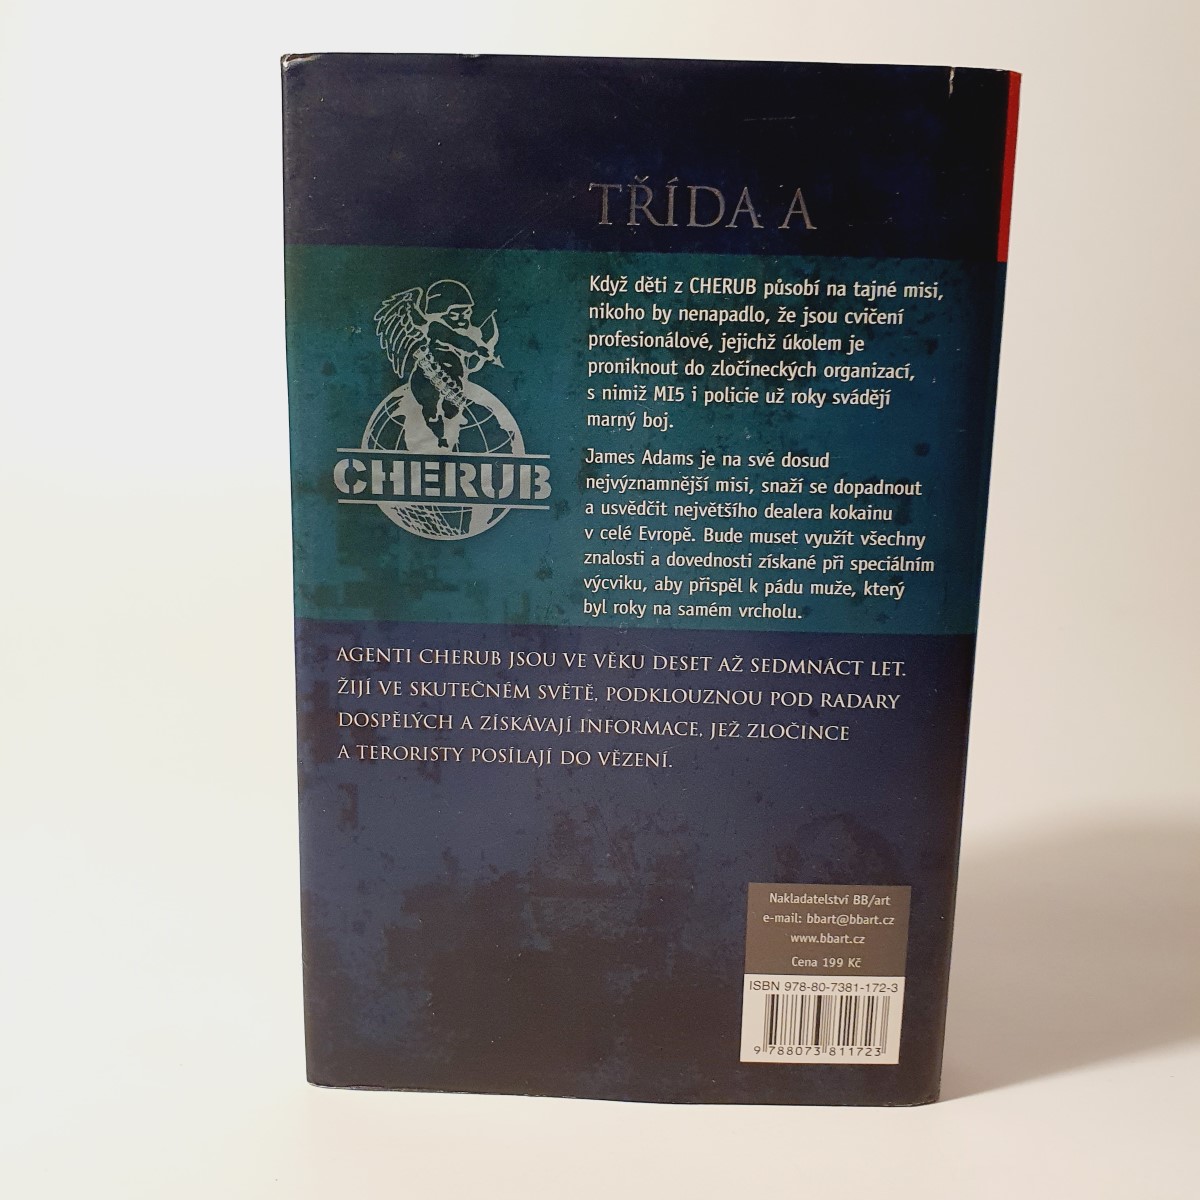 TŘÍDA A
Když děti z CHERUB působí na tajné misi,
nikoho by nenapadlo, že jsou cvičení
profesionálové, jejichž úkolem je
proniknout do zločineckých organizací,
s nimiž MI5 i policie už roky svádějí
marný boj.
CHERUB
James Adams je na své dosud
nejvýznamnější misi, snaží se dopadnout
a usvědčit největšího dealera kokainu
v celé Evropě. Bude muset využít všechny
znalosti a dovednosti získané při speciálním
výcviku, aby přispěl k pádu muže, který
byl roky na samém vrcholu.
AGENTI CHERUB JSOU VE VĚKU DESET AŽ SEDMNÁCT LET.
ŽIJÍ VE SKUTEČNÉM SVĚTĚ, PODKLOUZNOU POD RADARY
DOSPĚLÝCH A ZÍSKÁVAJÍ INFORMACE, JEŽ ZLOČINCE
A TERORISTY POSÍLAJÍ DO VĚZENÍ.
Nakladatelství BB/art
e-mail: bbart@bbart.cz
www.bbart.cz
Cena 199 Kč
ISBN 978-80-7381-172-3
9 788073 811723